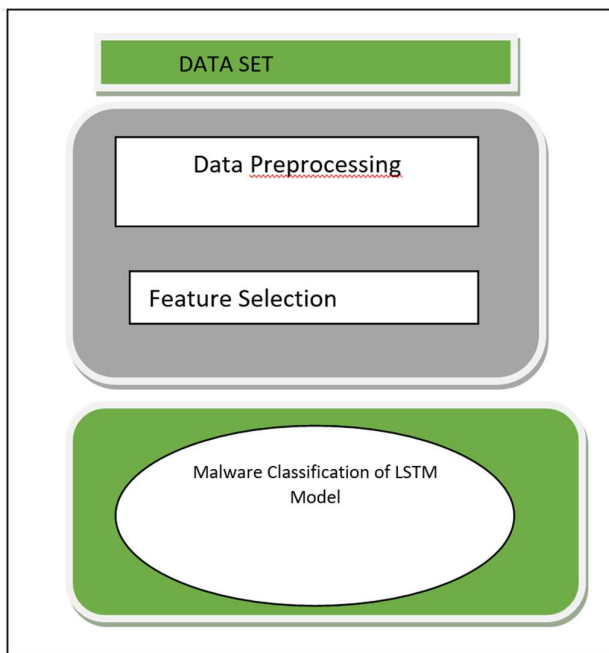 DATA SET
Data Preprocessing
Feature Selection
Malware Classification of LSTM
Model